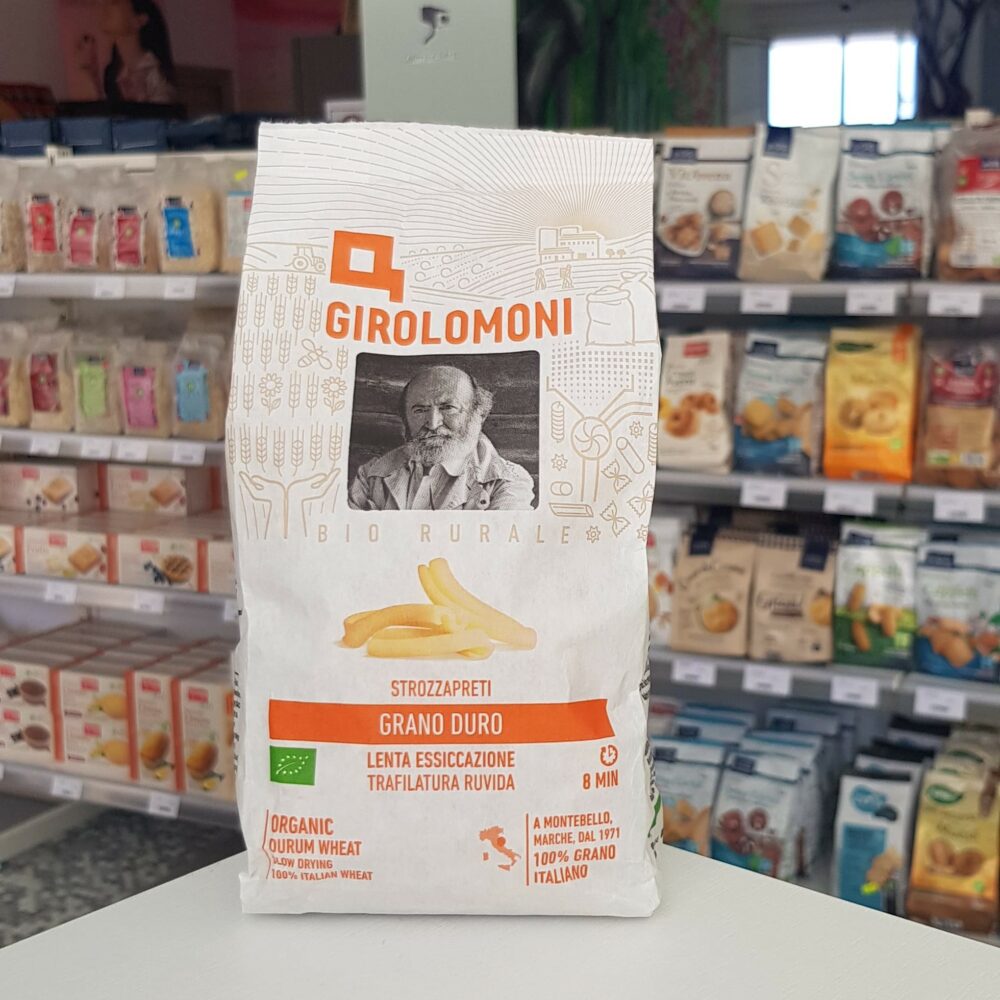 GIROLOMONI
BIO RURALE
STROZZAPRETI
GRANO DURO
LENTA ESSICCAZIONE
TRAFILATURA RUVIDA
8 MIN
ORGANIC
DURUM WHEAT
SLOW DRYING
100% ITALIAN WHEAT
A MONTEBELLO,
MARCHE, DAL 1971
100% GRANO
ITALIANO